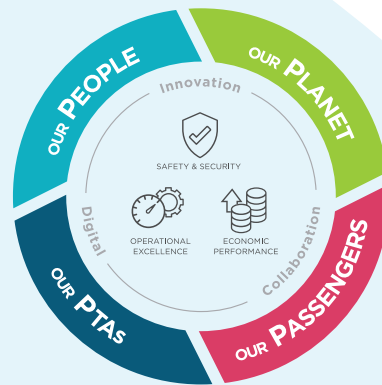 OUR PEOPLE
OUR PLANET
Innovation
SAFETY & SECURITY
Digital
OPERATIONAL
EXCELLENCE
ECONOMIC
PERFORMANCE
Collaboration
OUR PTAs
OUR PASSENGERS